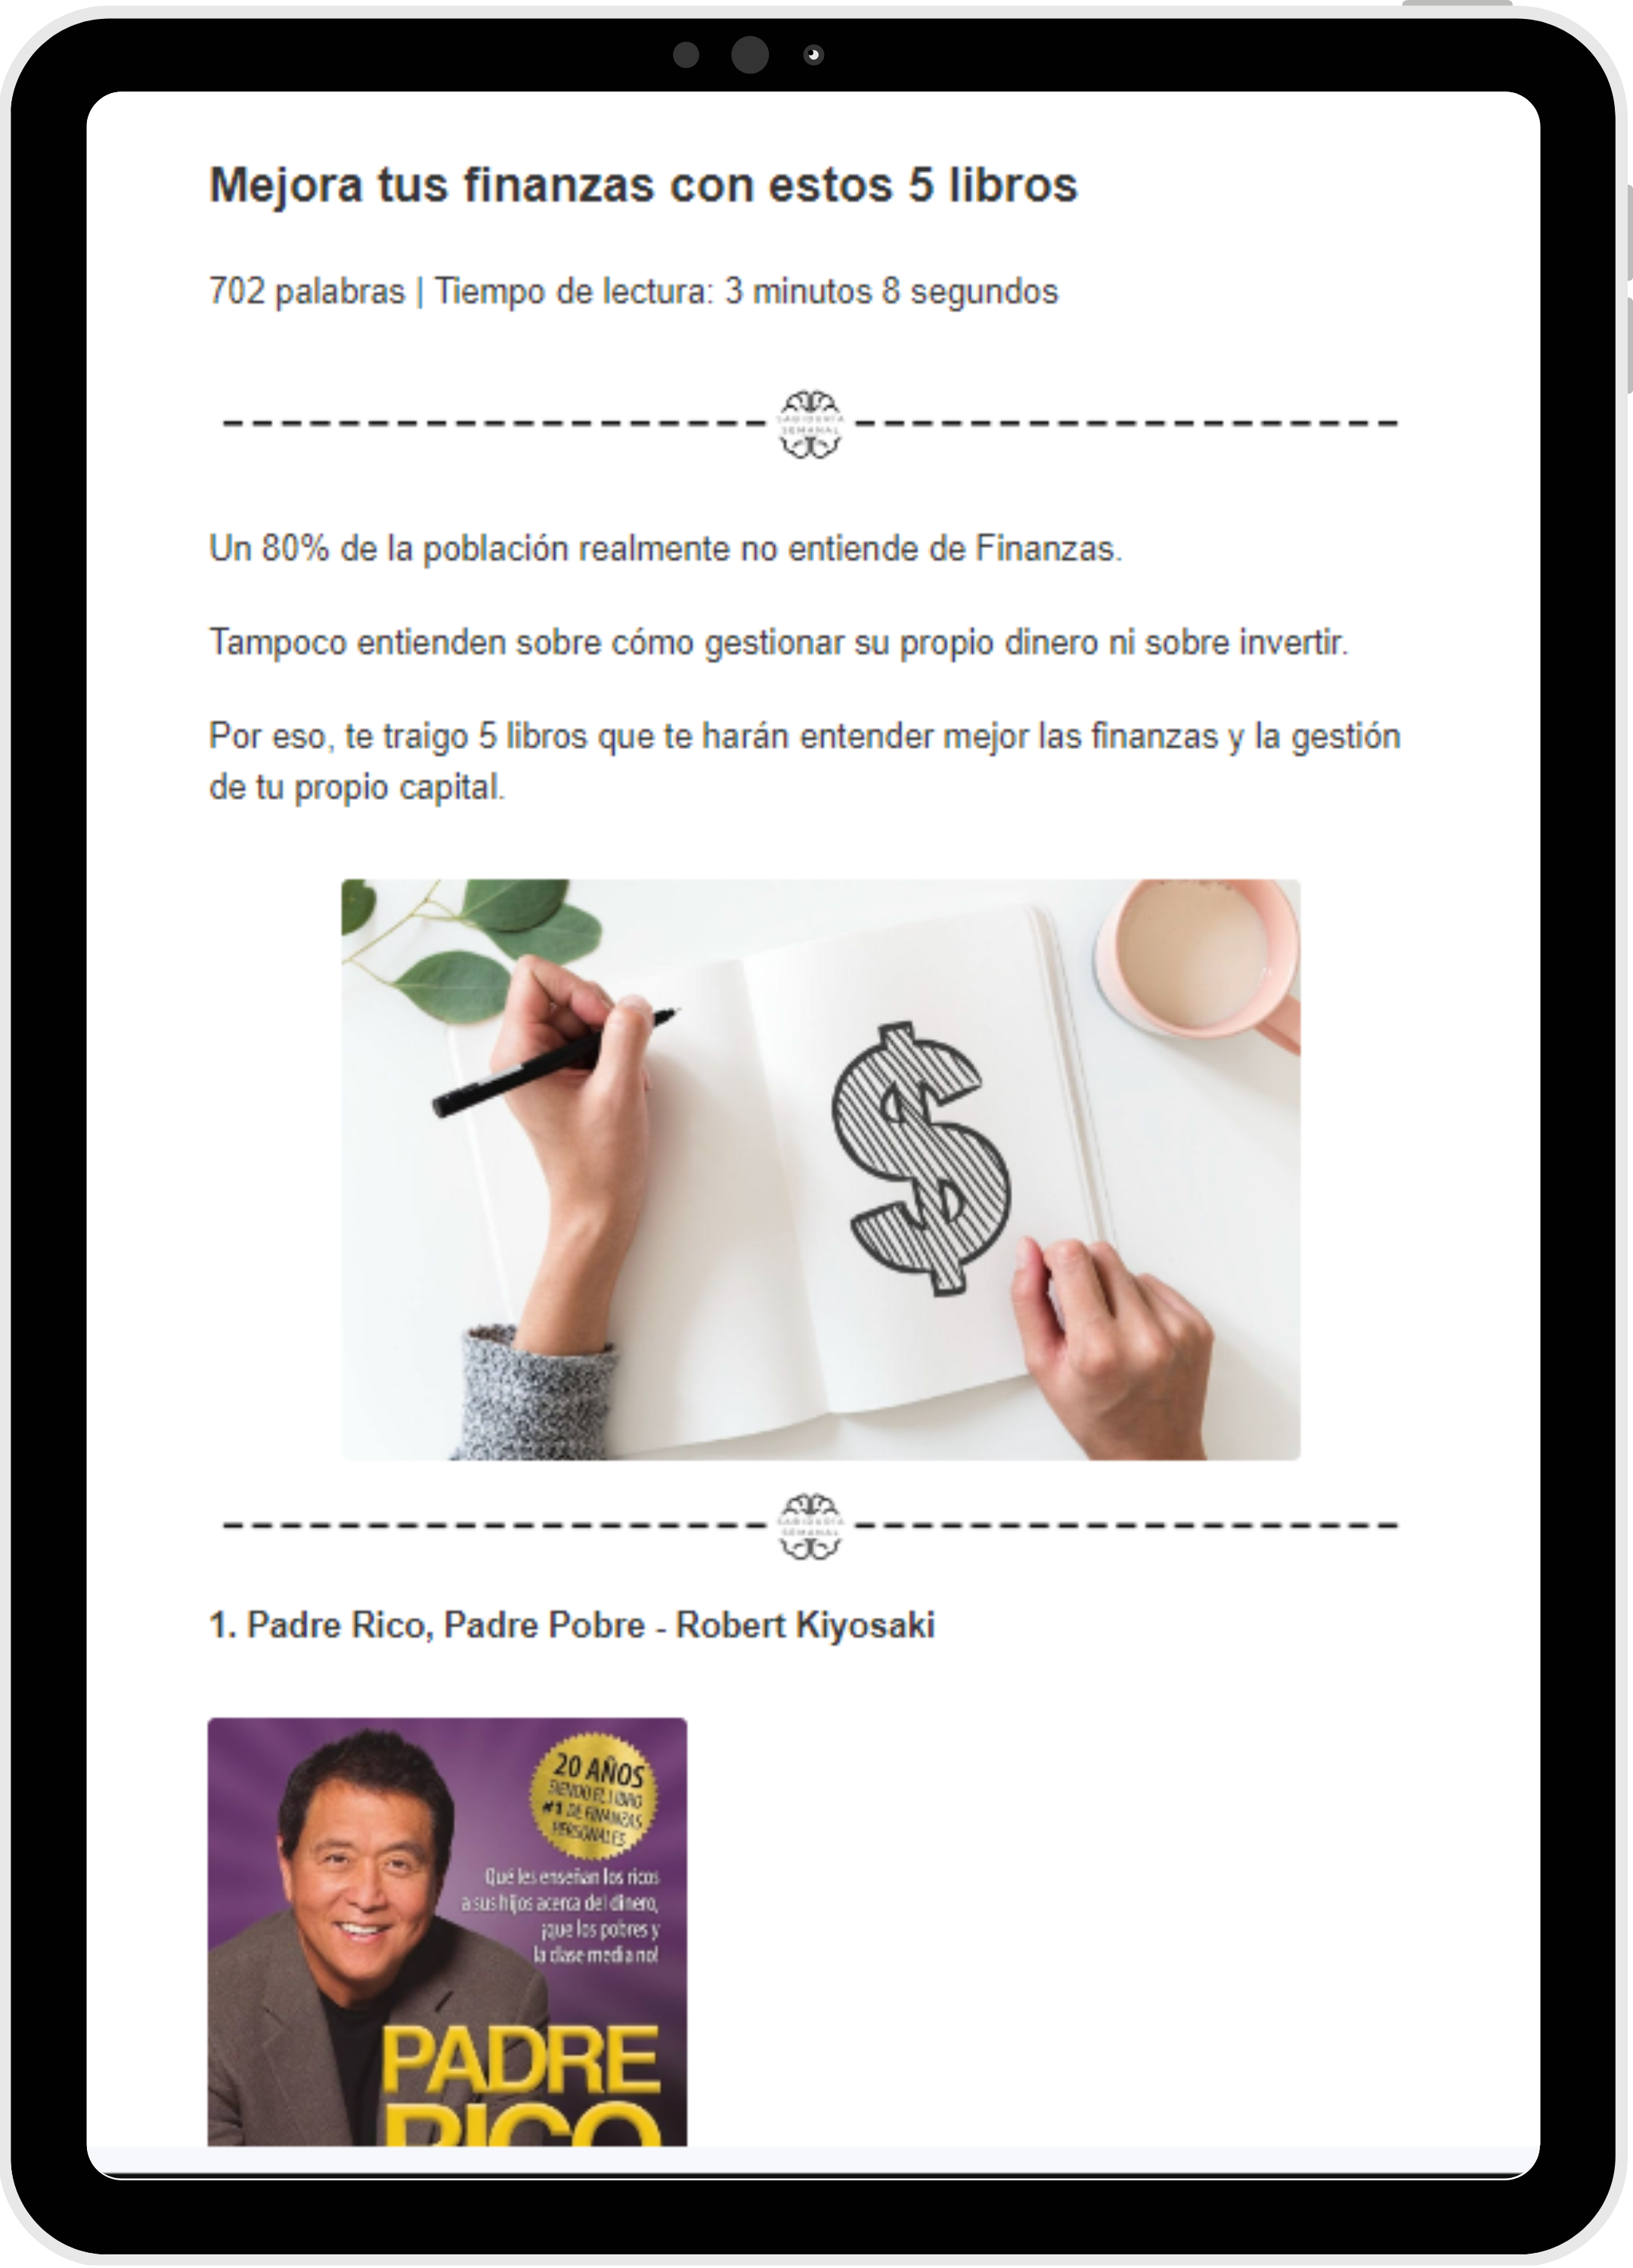 Mejora tus finanzas con estos 5 libros
702 palabras | Tiempo de lectura: 3 minutos 8 segundos
SABIDURÍA
SEMANAL
Un 80% de la población realmente no entiende de Finanzas.
Tampoco entienden sobre cómo gestionar su propio dinero ni sobre invertir.
Por eso, te traigo 5 libros que te harán entender mejor las finanzas y la gestión
de tu propio capital.
$
SABIDURÍA
SEMANAL
1. Padre Rico, Padre Pobre - Robert Kiyosaki
20 AÑOS
SIENDO EL LIBRO
#1 DE FINANZAS
PERSONALES
Qué les enseñan los ricos
a sus hijos acerca del dinero,
¡que los pobres y
la clase media no!
PADRE
RICO